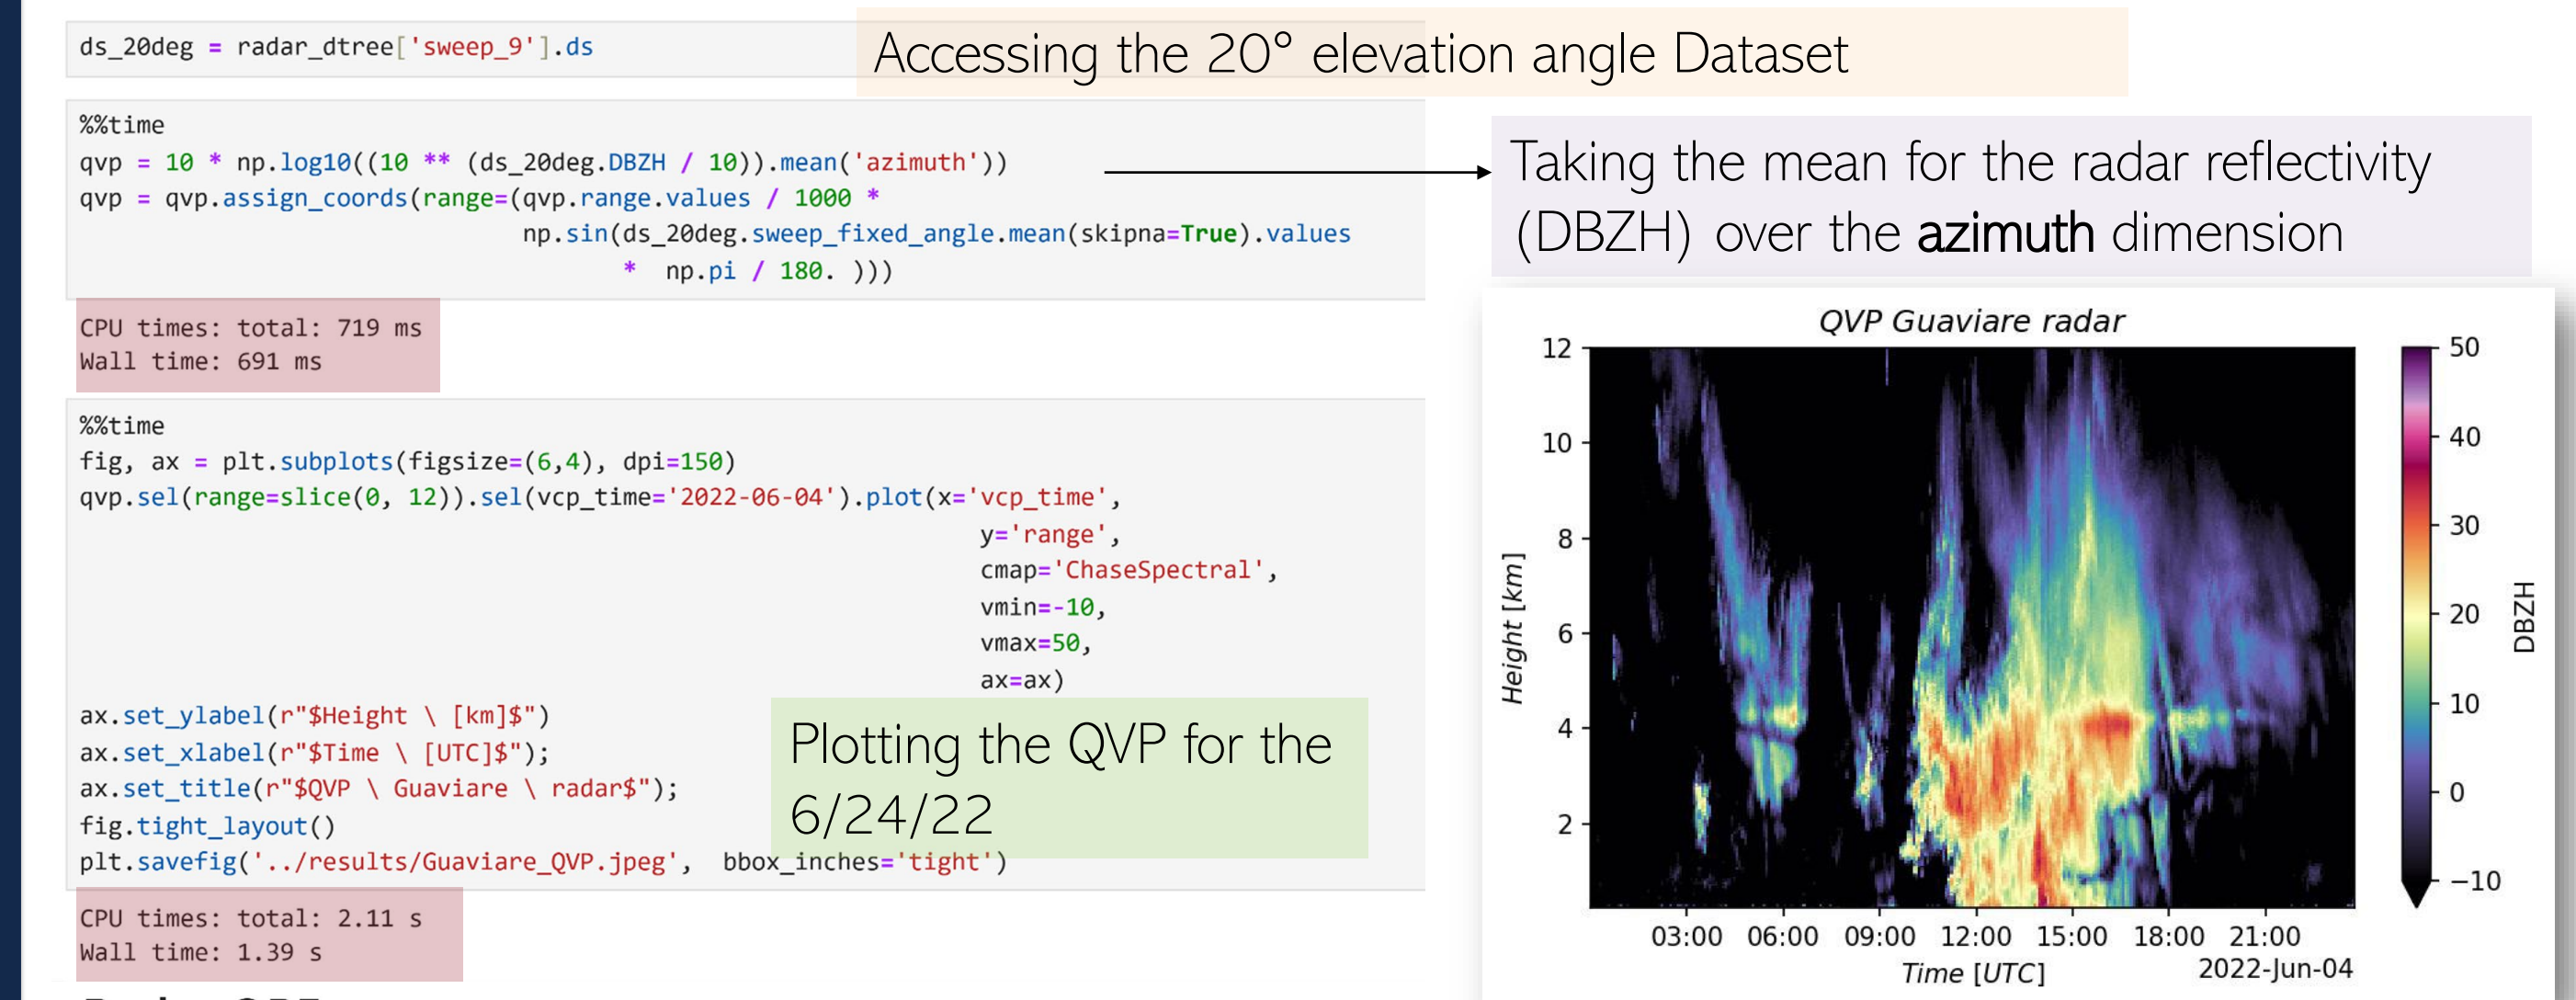 ds_20deg = radar_dtree['sweep_9'].ds
Accessing the 20° elevation angle Dataset
%%time
qvp = 10 * np.log10((10 ** (ds_20deg.DBZH / 10)).mean('azimuth'))
qvp = qvp.assign_coords(range=(qvp.range.values / 1000 *
np.sin(ds_20deg.sweep_fixed_angle.mean(skipna=True).values
* np.pi / 180. )))
Taking the mean for the radar reflectivity
(DBZH) over the azimuth dimension
CPU times: total: 719 ms
Wall time: 691 ms
%%time
fig, ax = plt.subplots(figsize=(6,4), dpi=150)
qvp.sel(range=slice(0, 12)).sel(vcp_time='2022-06-04').plot(x='vcp_time',
y='range',
cmap='ChaseSpectral',
vmin=-10,
vmax=50,
ax=ax)
ax.set_ylabel(r"$Height \ [km]$")
ax.set_xlabel(r"$Time \ [UTC]$");
ax.set_title(r"$QVP \ Guaviare \ radar$");
fig.tight_layout()
plt.savefig('../results/Guaviare_QVP.jpeg', bbox_inches='tight')
Plotting the QVP for the
6/24/22
CPU times: total: 2.11 s
Wall time: 1.39 s
QVP Guaviare radar
12
10
8
6
4
2
Height [km]
03:00 06:00 09:00 12:00 15:00 18:00 21:00
Time [UTC]
2022-Jun-04
50
40
30
20
10
0
−10
DBZH